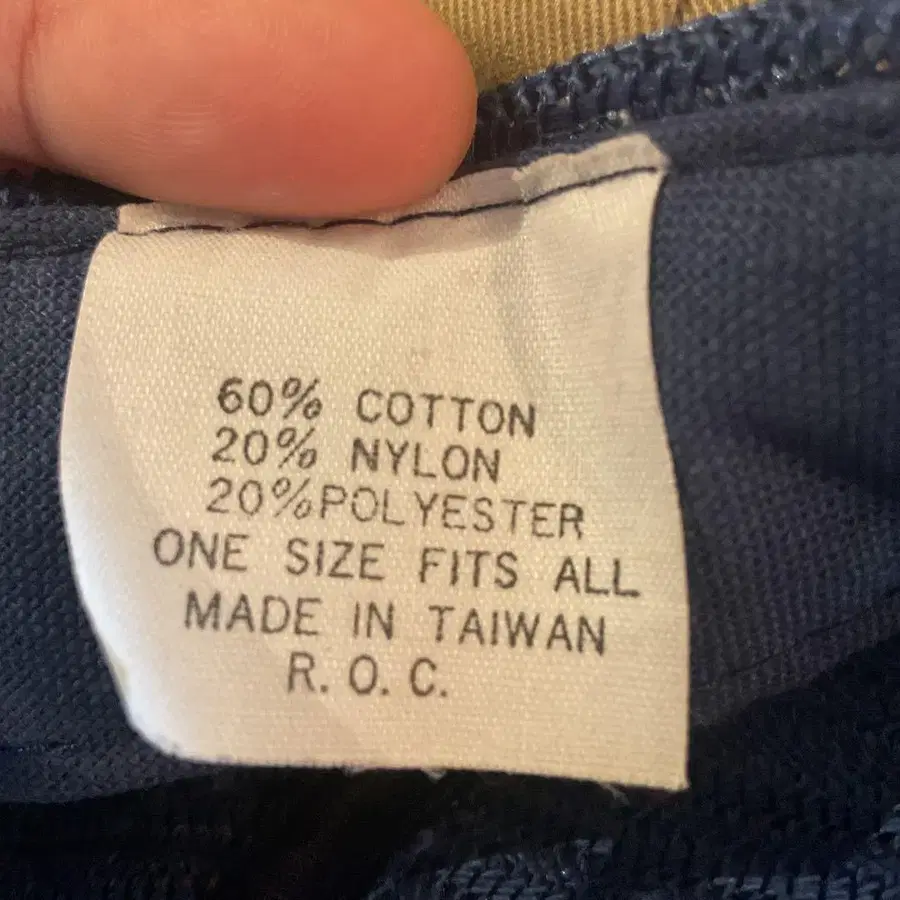 60% COTTON
20% NYLON
20%POLYESTER
ONE SIZE FITS ALL
MADE IN TAIWAN
R. O. C.